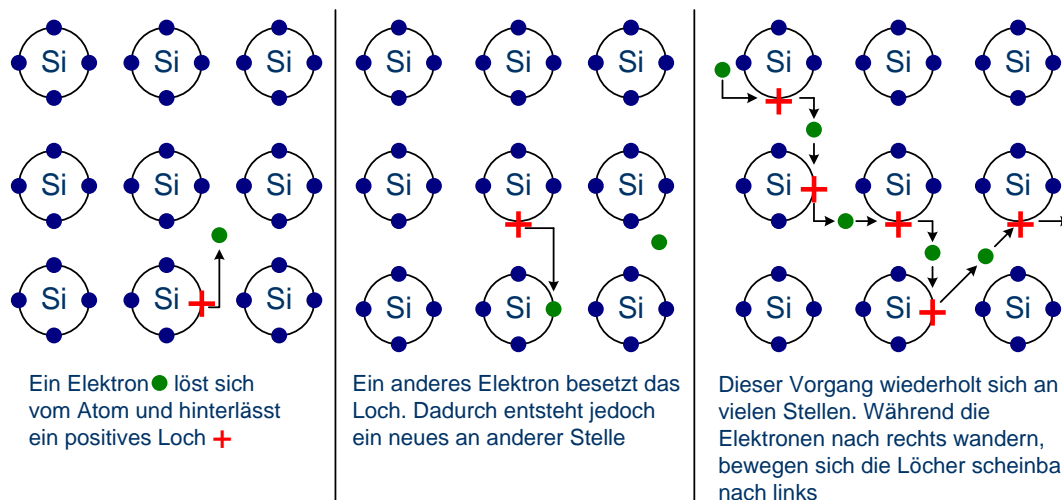 Si Si Si
Si Si Si
Si Si Si
Ein Elektron löst sich
vom Atom und hinterlässt
ein positives Loch +
Si Si Si
Si Si Si
Si Si Si
Ein anderes Elektron besetzt das
Loch. Dadurch entsteht jedoch
ein neues an anderer Stelle
Si Si Si
Si Si Si
Si Si Si
Dieser Vorgang wiederholt sich an
vielen Stellen. Während die
Elektronen nach rechts wandern,
bewegen sich die Löcher scheinba
nach links